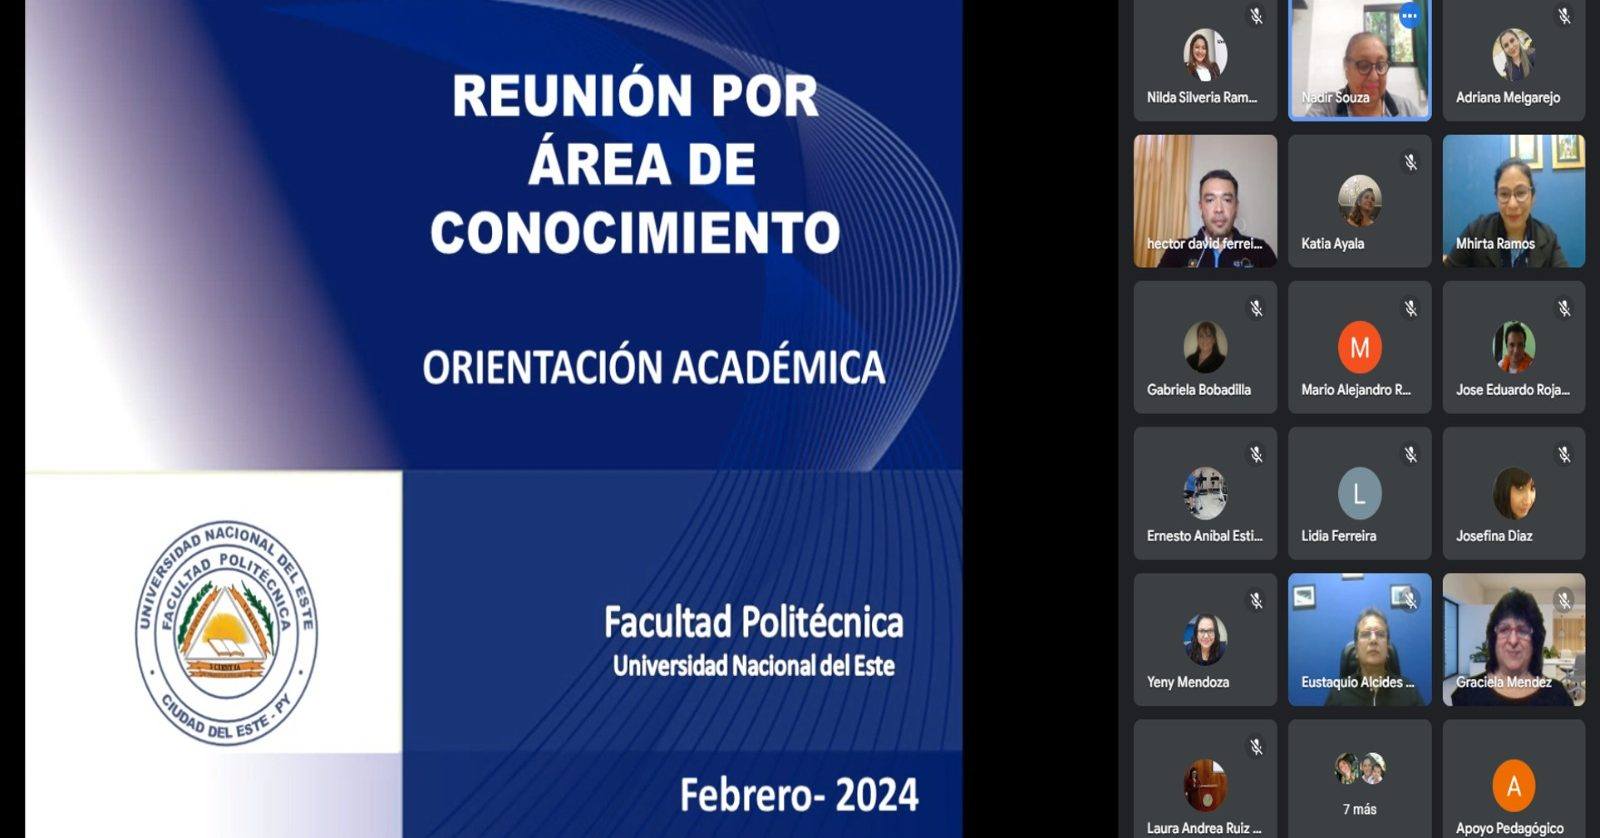 REUNIÓN POR
ÁREA DE
CONOCIMIENTO
ORIENTACIÓN ACADÉMICA
UNIVERSIDAD NACIONAL DEL ESTE
FACULTAD POLITÉCNICA
CIUDAD DEL ESTE - PY
Facultad Politécnica
Universidad Nacional del Este
Febrero- 2024
Nilda Silveria Ram...
Nadir Souza
Adriana Melgarejo
hector david ferrei...
Katia Ayala
Mhirta Ramos
Gabriela Bobadilla
M
Mario Alejandro R...
Jose Eduardo Roja...
Ernesto Aníbal Esti...
L
Lidia Ferreira
Josefina Diaz
Yeny Mendoza
Eustaquio Alcides ...
Graciela Mendez
Laura Andrea Ruiz ...
7 más
A
Apoyo Pedagógico